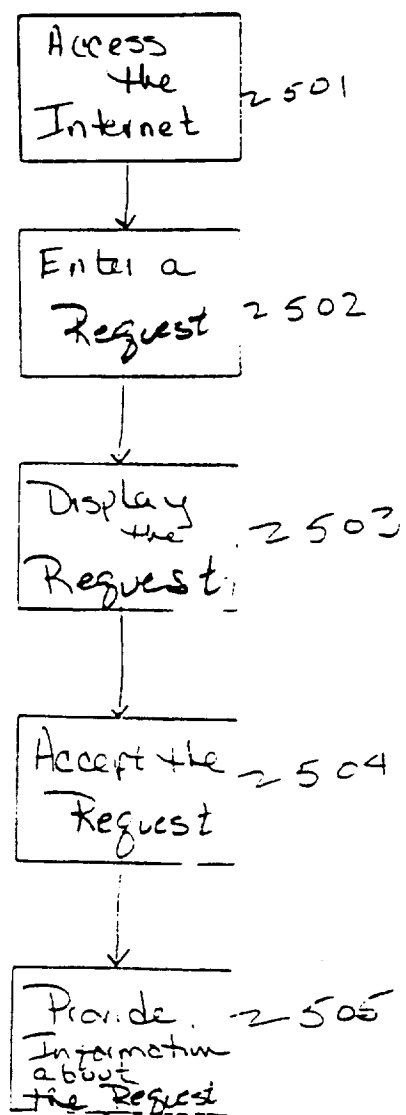 Access
the
Internet
2501
Enter a
Request
2502
Display
the
Request
2503
Accept the
Request
2504
Provide
Information
about
the Request
2505